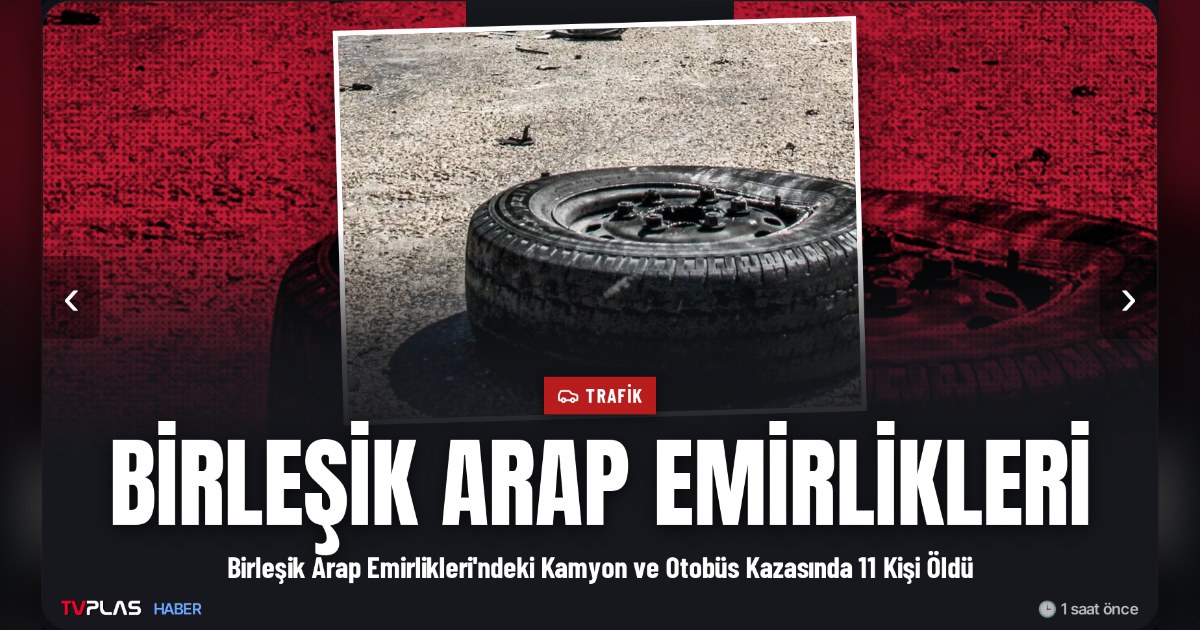 TRAFİK
BİRLEŞİK ARAP EMİRLİKLERİ
Birleşik Arap Emirlikleri'ndeki Kamyon ve Otobüs Kazasında 11 Kişi Öldü
TVPLAS HABER
1 saat önce